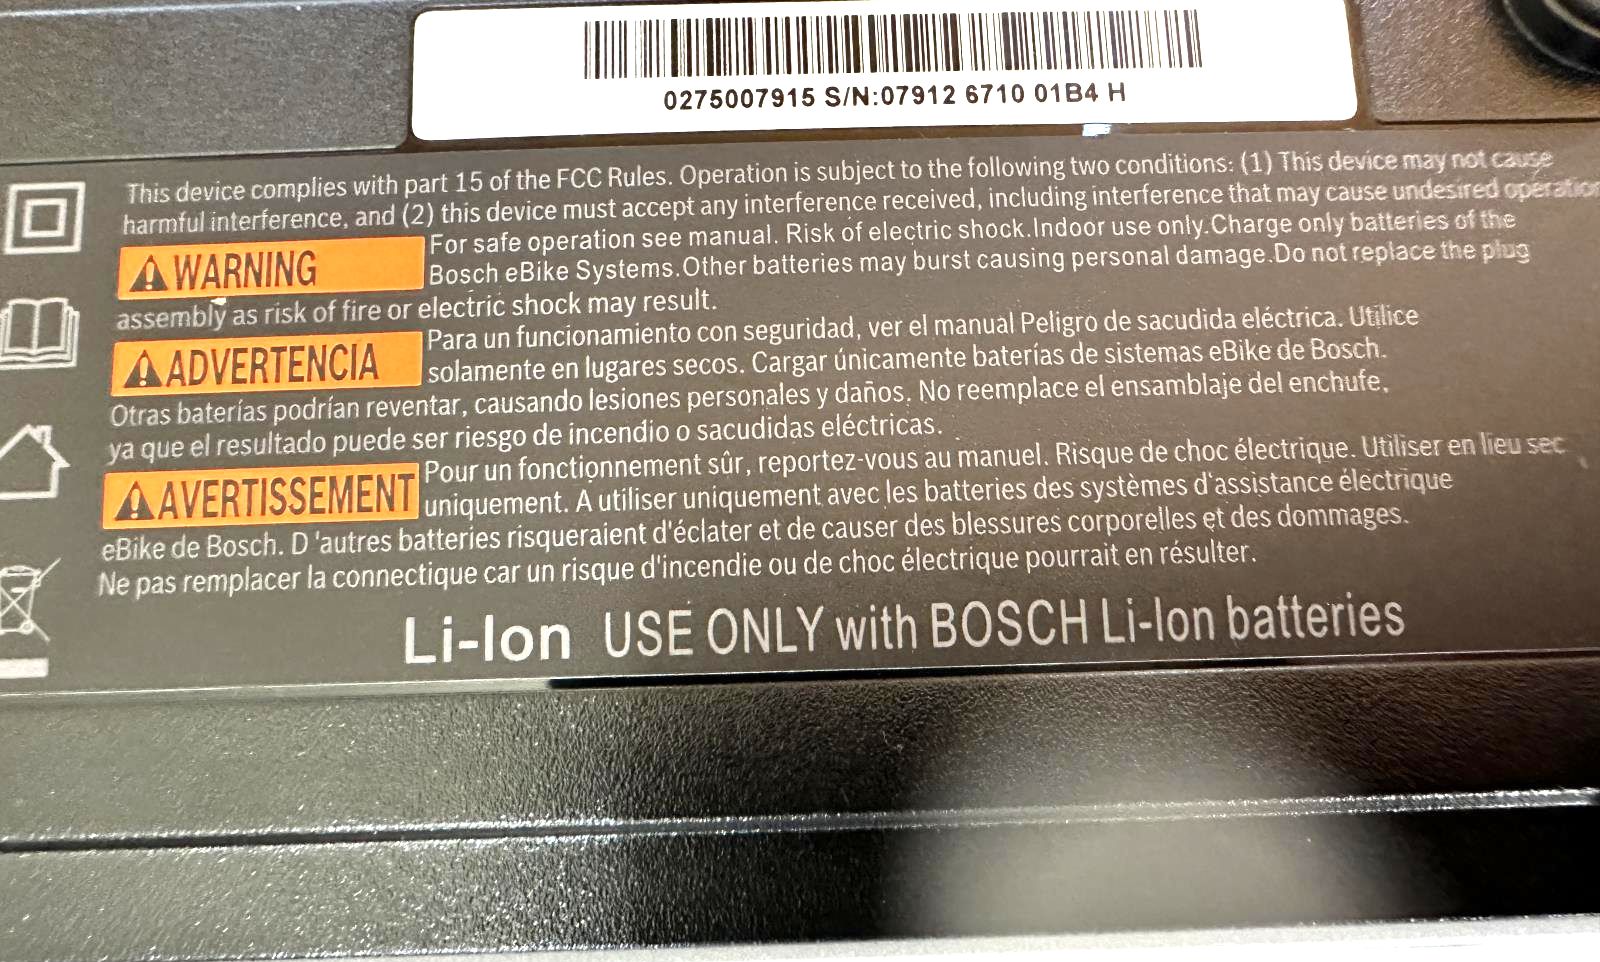 0275007915 S/N:07912 6710 01B4 H
This device complies with part 15 of the FCC Rules. Operation is subject to the following two conditions: (1) This device may not cause
harmful interference, and (2) this device must accept any interference received, including interference that may cause undesired operation
WARNING For safe operation see manual. Risk of electric shock.Indoor use only.Charge only batteries of the
Bosch eBike Systems.Other batteries may burst causing personal damage.Do not replace the plug
assembly as risk of fire or electric shock may result.
ADVERTENCIA Para un funcionamiento con seguridad, ver el manual Peligro de sacudida eléctrica. Utilice
solamente en lugares secos. Cargar únicamente baterías de sistemas eBike de Bosch.
Otras baterías podrían reventar, causando lesiones personales y daños. No reemplace el ensamblaje del enchufe,
ya que el resultado puede ser riesgo de incendio o sacudidas eléctricas.
AVERTISSEMENT Pour un fonctionnement sûr, reportez-vous au manuel. Risque de choc électrique. Utiliser en lieu sec
uniquement. A utiliser uniquement avec les batteries des systèmes d'assistance électrique
eBike de Bosch. D 'autres batteries risqueraient d'éclater et de causer des blessures corporelles et des dommages.
Ne pas remplacer la connectique car un risque d'incendie ou de choc électrique pourrait en résulter.
Li-Ion USE ONLY with BOSCH Li-Ion batteries